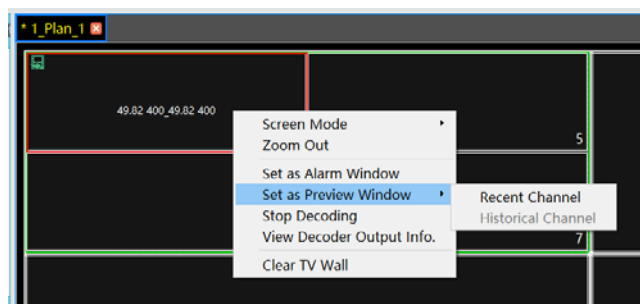 * 1_Plan_1
49.82 400_49.82 400
5
Screen Mode
Zoom Out
Set as Alarm Window
Set as Preview Window
Recent Channel
Stop Decoding
Historical Channel
View Decoder Output Info.
7
Clear TV Wall